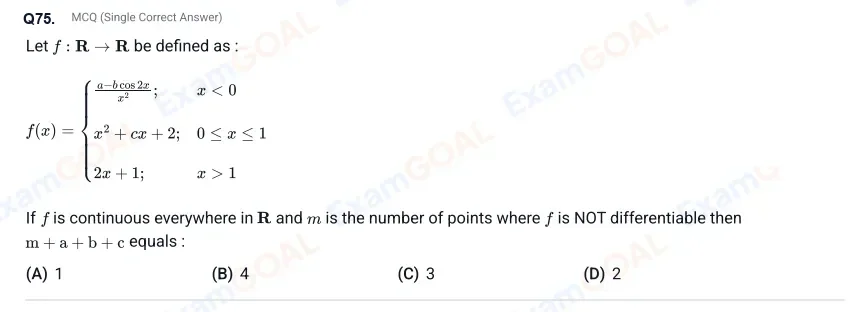 Q75. MCQ (Single Correct Answer)
Let f : R → R be defined as :
f(x) = { (a−b cos 2x)/x² ; x < 0
x² + cx + 2; 0 ≤ x ≤ 1
2x + 1; x > 1
If f is continuous everywhere in R and m is the number of points where f is NOT differentiable then
m + a + b + c equals :
(A) 1 (B) 4 (C) 3 (D) 2
ExamGOAL